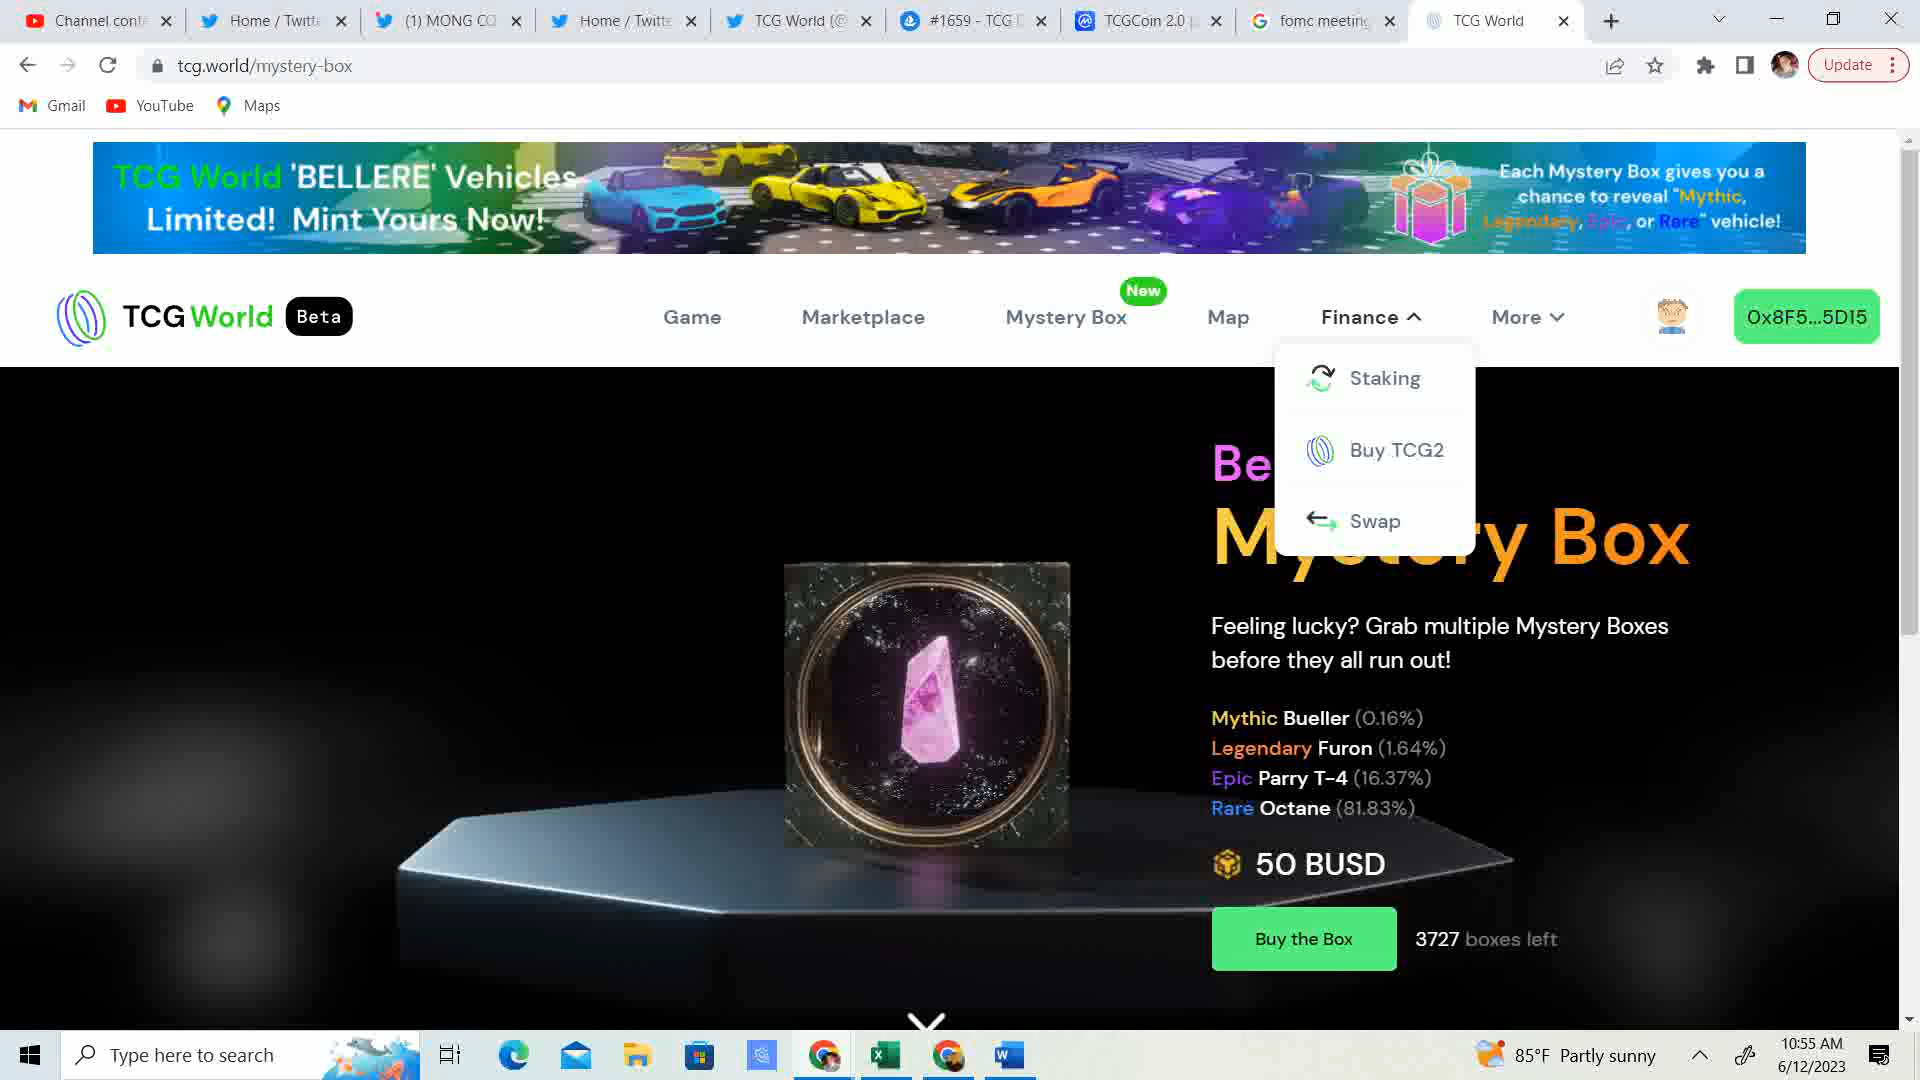 Channel cont
Home / Twitte
(1) MONG CO
Home / Twitte
TCG World (@
#1659 - TCG
TCGCoin 2.0 p
fomc meeting
TCG World
tcg.world/mystery-box
Update
Gmail
YouTube
Maps
TCG World 'BELLERE' Vehicles
Limited! Mint Yours Now!
Each Mystery Box gives you a
chance to reveal "Mythic,
Legendary, Epic, or Rare" vehicle!
TCG World
Beta
Game
Marketplace
Mystery Box
New
Map
Finance
More
0x8F5...5D15
Staking
Buy TCG2
Swap
Be
Mystery Box
Feeling lucky? Grab multiple Mystery Boxes
before they all run out!
Mythic Bueller (0.16%)
Legendary Furon (1.64%)
Epic Parry T-4 (16.37%)
Rare Octane (81.83%)
50 BUSD
Buy the Box
3727 boxes left
Type here to search
85°F Partly sunny
10:55 AM
6/12/2023